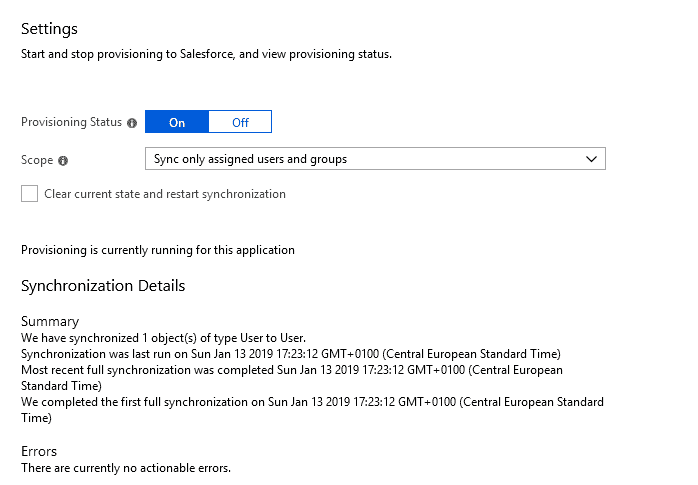 Settings
Start and stop provisioning to Salesforce, and view provisioning status.
Provisioning Status On Off
Scope Sync only assigned users and groups
Clear current state and restart synchronization
Provisioning is currently running for this application
Synchronization Details
Summary
We have synchronized 1 object(s) of type User to User.
Synchronization was last run on Sun Jan 13 2019 17:23:12 GMT+0100 (Central European Standard Time)
Most recent full synchronization was completed Sun Jan 13 2019 17:23:12 GMT+0100 (Central European
Standard Time)
We completed the first full synchronization on Sun Jan 13 2019 17:23:12 GMT+0100 (Central European Standard
Time)
Errors
There are currently no actionable errors.